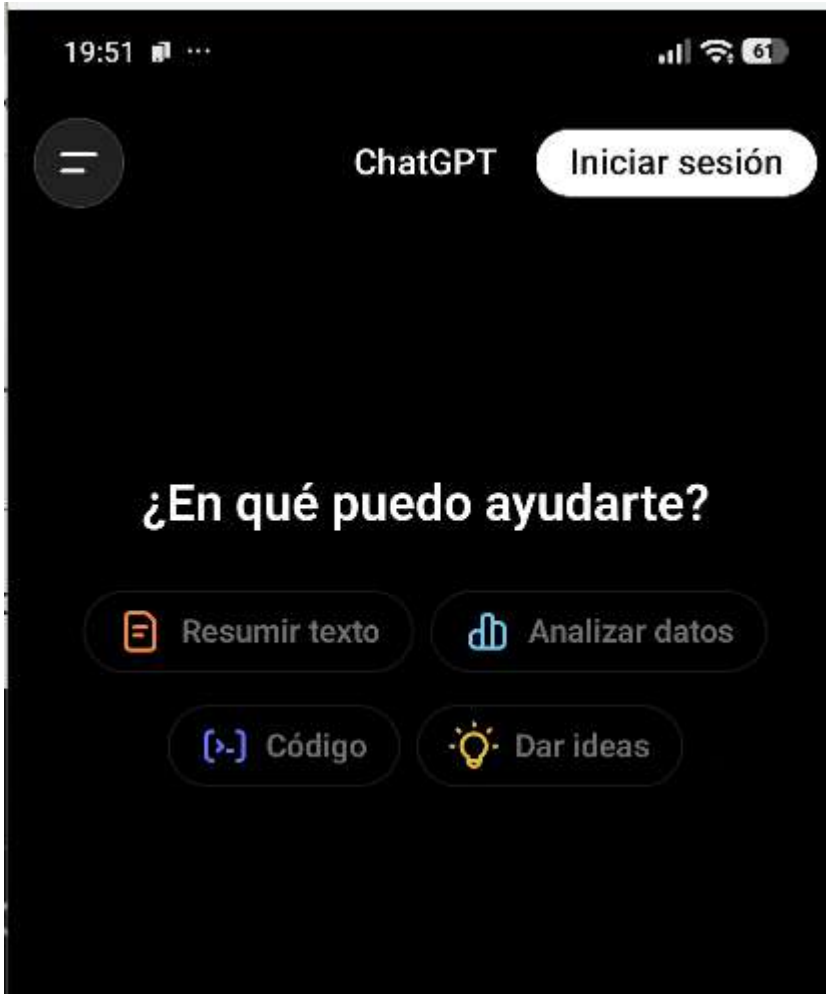 19:51 ...
61
ChatGPT
Iniciar sesión
¿En qué puedo ayudarte?
Resumir texto
Analizar datos
Código
Dar ideas